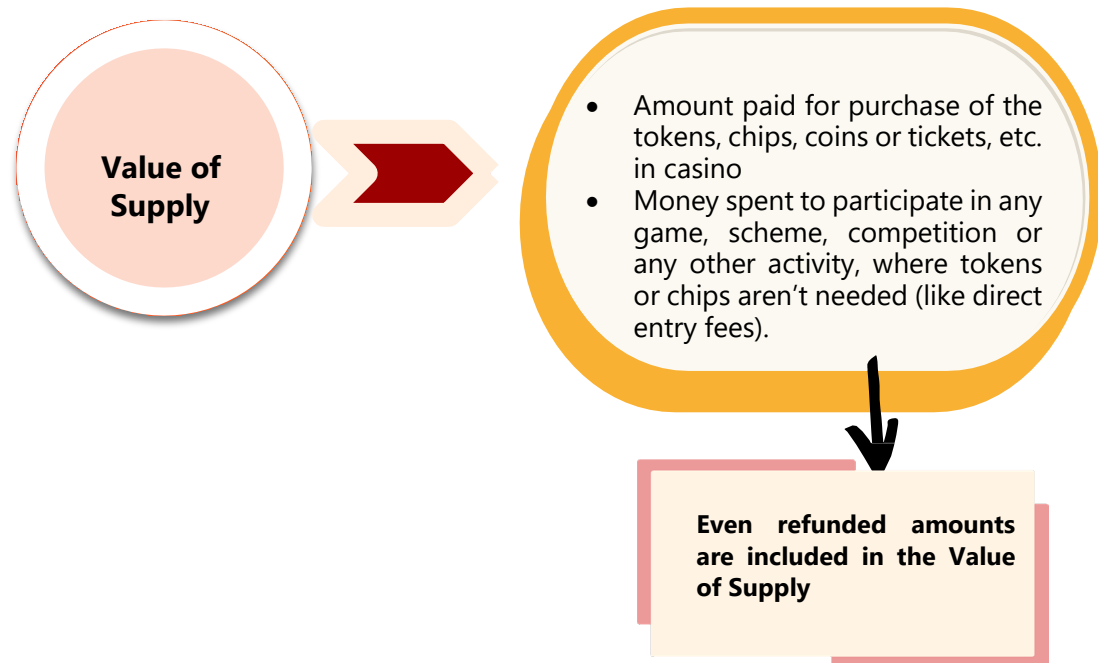 Value of
Supply
• Amount paid for purchase of the
tokens, chips, coins or tickets, etc.
in casino
• Money spent to participate in any
game, scheme, competition or
any other activity, where tokens
or chips aren’t needed (like direct
entry fees).
Even refunded amounts
are included in the Value
of Supply